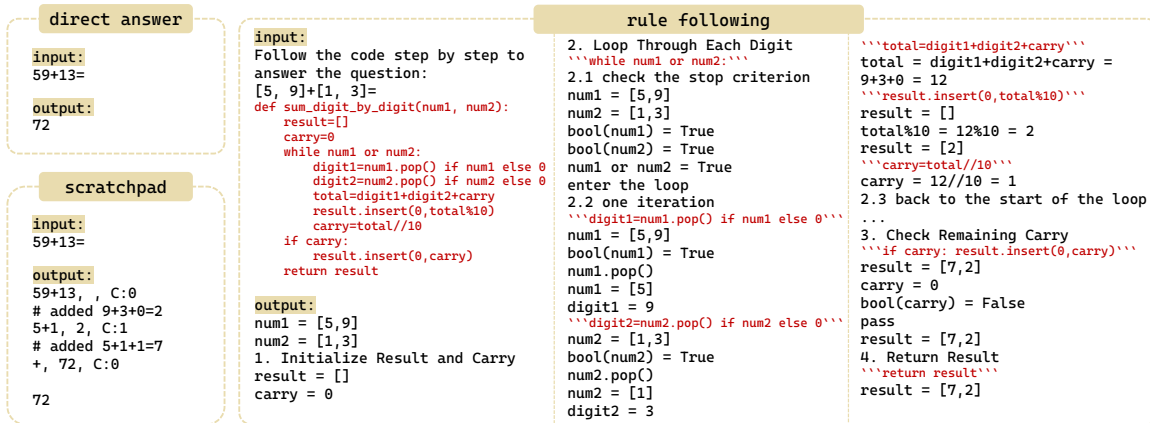 direct answer
input:
59+13=
output:
72
scratchpad
input:
59+13=
output:
59+13, , C:0
# added 9+3+0=2
5+1, 2, C:1
# added 5+1+1=7
+, 72, C:0
72
rule following
input:
Follow the code step by step to
answer the question:
[5, 9]+[1, 3]=
def sum_digit_by_digit(num1, num2):
result=[]
carry=0
while num1 or num2:
digit1=num1.pop() if num1 else 0
digit2=num2.pop() if num2 else 0
total=digit1+digit2+carry
result.insert(0,total%10)
carry=total//10
if carry:
result.insert(0,carry)
return result
output:
num1 = [5,9]
num2 = [1,3]
1. Initialize Result and Carry
result = []
carry = 0
2. Loop Through Each Digit
```while num1 or num2:```
2.1 check the stop criterion
num1 = [5,9]
num2 = [1,3]
bool(num1) = True
bool(num2) = True
num1 or num2 = True
enter the loop
2.2 one iteration
```digit1=num1.pop() if num1 else 0```
num1 = [5,9]
bool(num1) = True
num1.pop()
num1 = [5]
digit1 = 9
```digit2=num2.pop() if num2 else 0```
num2 = [1,3]
bool(num2) = True
num2.pop()
num2 = [1]
digit2 = 3
```total=digit1+digit2+carry```
total = digit1+digit2+carry =
9+3+0 = 12
```result.insert(0,total%10)```
result = []
total%10 = 12%10 = 2
result = [2]
```carry=total//10```
carry = 12//10 = 1
2.3 back to the start of the loop
...
3. Check Remaining Carry
```if carry: result.insert(0,carry)```
result = [7,2]
carry = 0
bool(carry) = False
pass
result = [7,2]
4. Return Result
```return result```
result = [7,2]